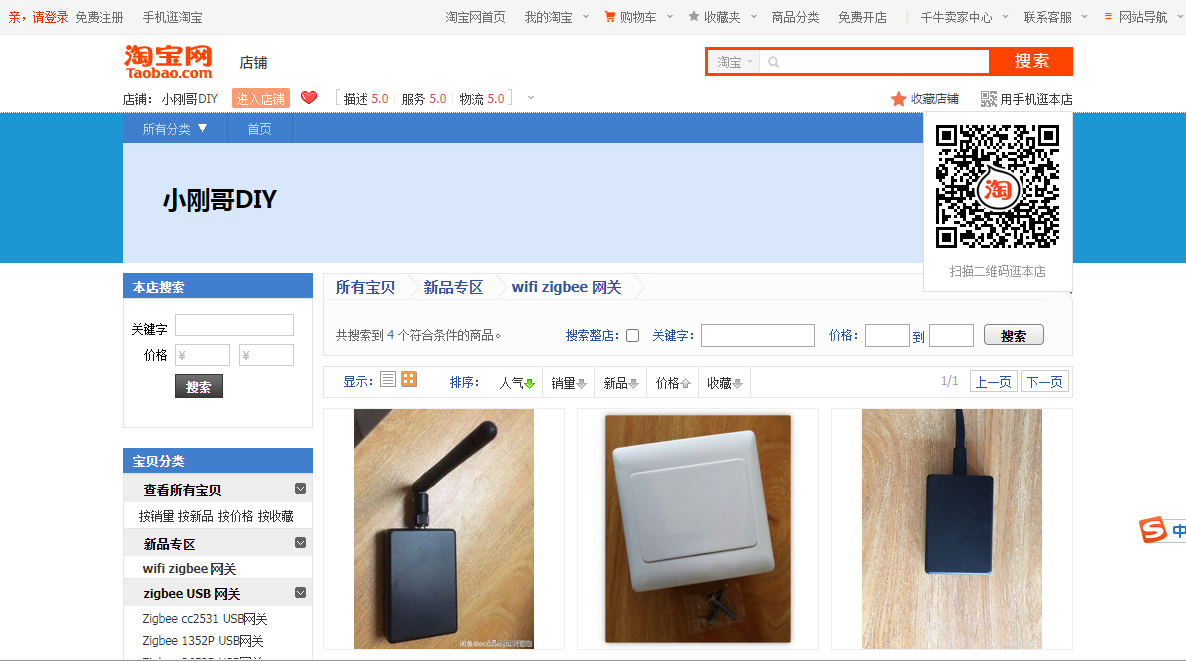 亲，请登录 免费注册 手机逛淘宝 淘宝网首页 我的淘宝 购物车 收藏夹 商品分类 免费开店 千牛卖家中心 联系客服 网站导航
淘宝网
Taobao.com
店铺
淘宝
搜索
店铺： 小刚哥DIY 进入店铺 描述 5.0 服务 5.0 物流 5.0 收藏店铺 用手机逛本店
所有分类 首页
小刚哥DIY
淘
扫描二维码逛本店
本店搜索
关键字
价格 ¥ ¥
搜索
所有宝贝 新品专区 wifi zigbee 网关
共搜索到 4 个符合条件的商品。 搜索整店： 关键字： 价格： 到 搜索
显示： 排序： 人气 销量 新品 价格 收藏 1/1 上一页 下一页
宝贝分类
查看所有宝贝
按销量 按新品 按价格 按收藏
新品专区
wifi zigbee 网关
zigbee USB 网关
Zigbee cc2531 USB网关
Zigbee 1352P USB网关
S 中